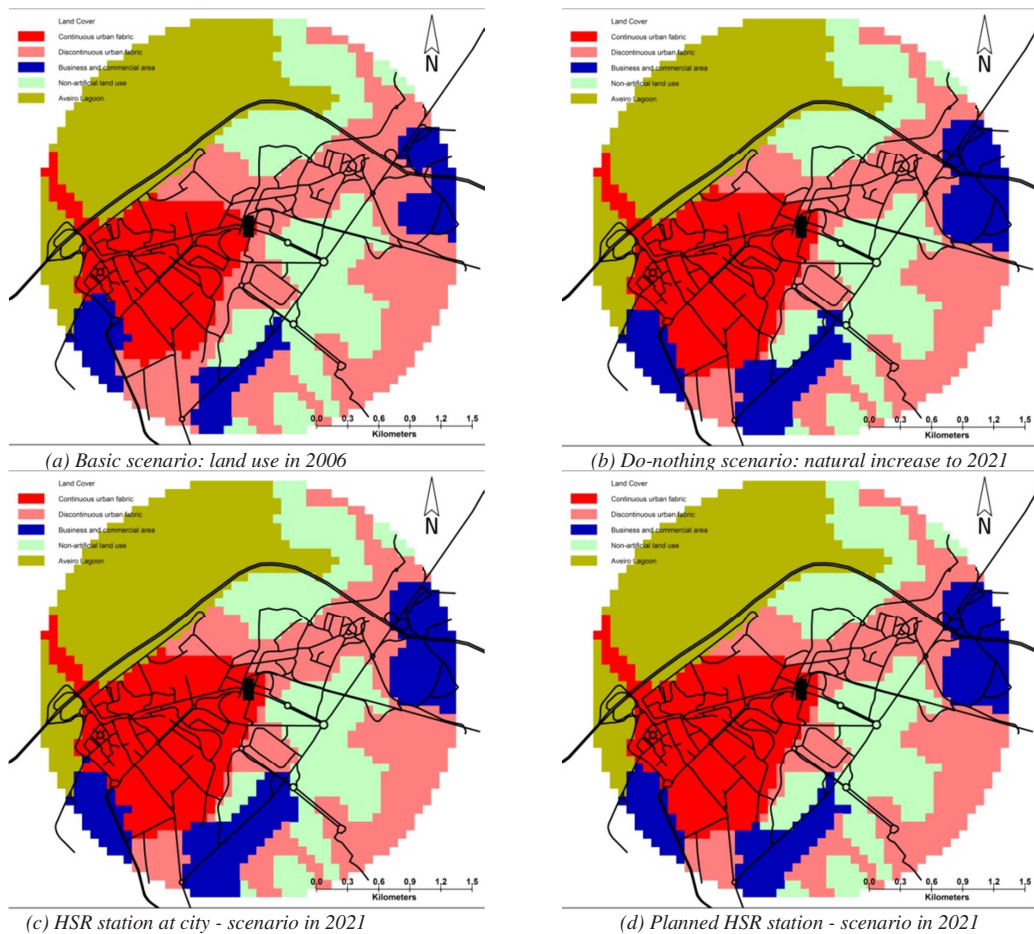 Land Cover
Continuous urban fabric
Discontinuous urban fabric
Business and commercial area
Non-artificial land use
Aveiro Lagoon
N
0,0 0,3 0,6 0,9 1,2 1,5
Kilometers
(a) Basic scenario: land use in 2006
Land Cover
Continuous urban fabric
Discontinuous urban fabric
Business and commercial area
Non-artificial land use
Aveiro Lagoon
N
0,0 0,3 0,6 0,9 1,2 1,5
Kilometers
(b) Do-nothing scenario: natural increase to 2021
Land Cover
Continuous urban fabric
Discontinuous urban fabric
Business and commercial area
Non-artificial land use
Aveiro Lagoon
N
0,0 0,3 0,6 0,9 1,2 1,5
Kilometers
(c) HSR station at city - scenario in 2021
Land Cover
Continuous urban fabric
Discontinuous urban fabric
Business and commercial area
Non-artificial land use
Aveiro Lagoon
N
0,0 0,3 0,6 0,9 1,2 1,5
Kilometers
(d) Planned HSR station - scenario in 2021